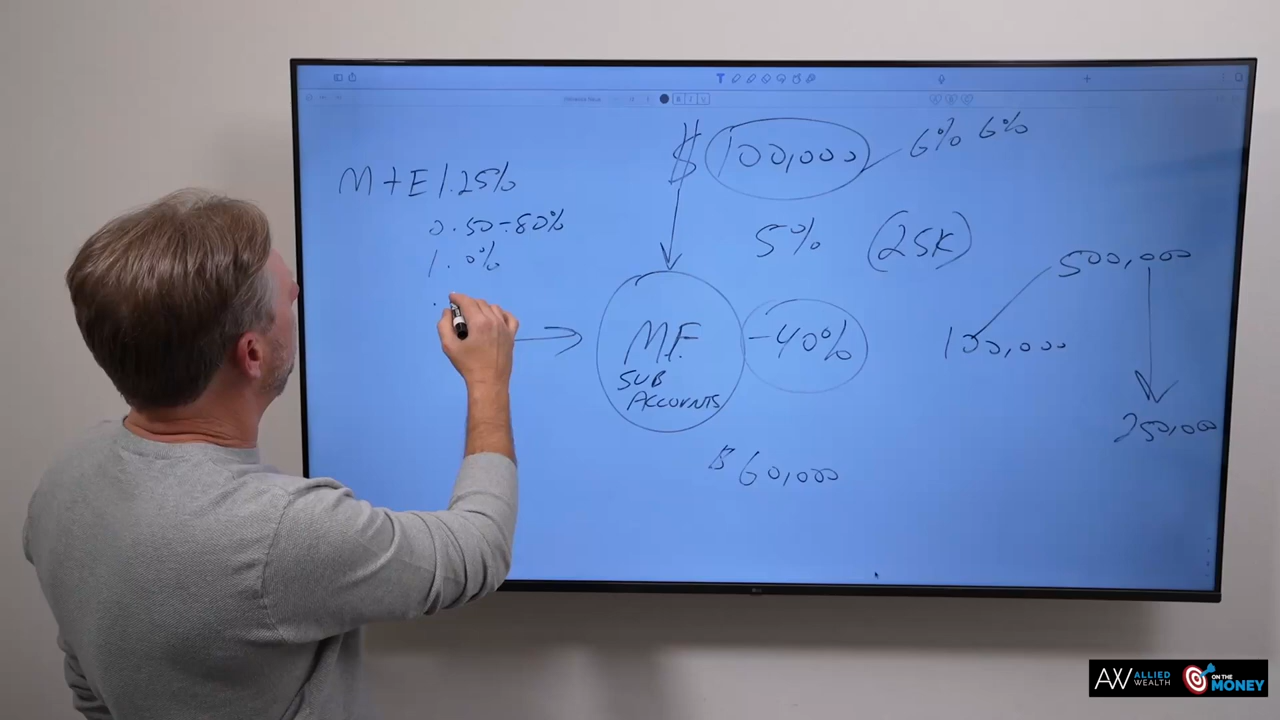 M+E 1.25%
0.50-.80%
1.0%
.
$ 100,000
6% 6%
5% (25K)
500,000
100,000
250,000
M.F.
SUB
ACCOUNTS
-40%
$60,000
AW ALLIED WEALTH
ON THE MONEY